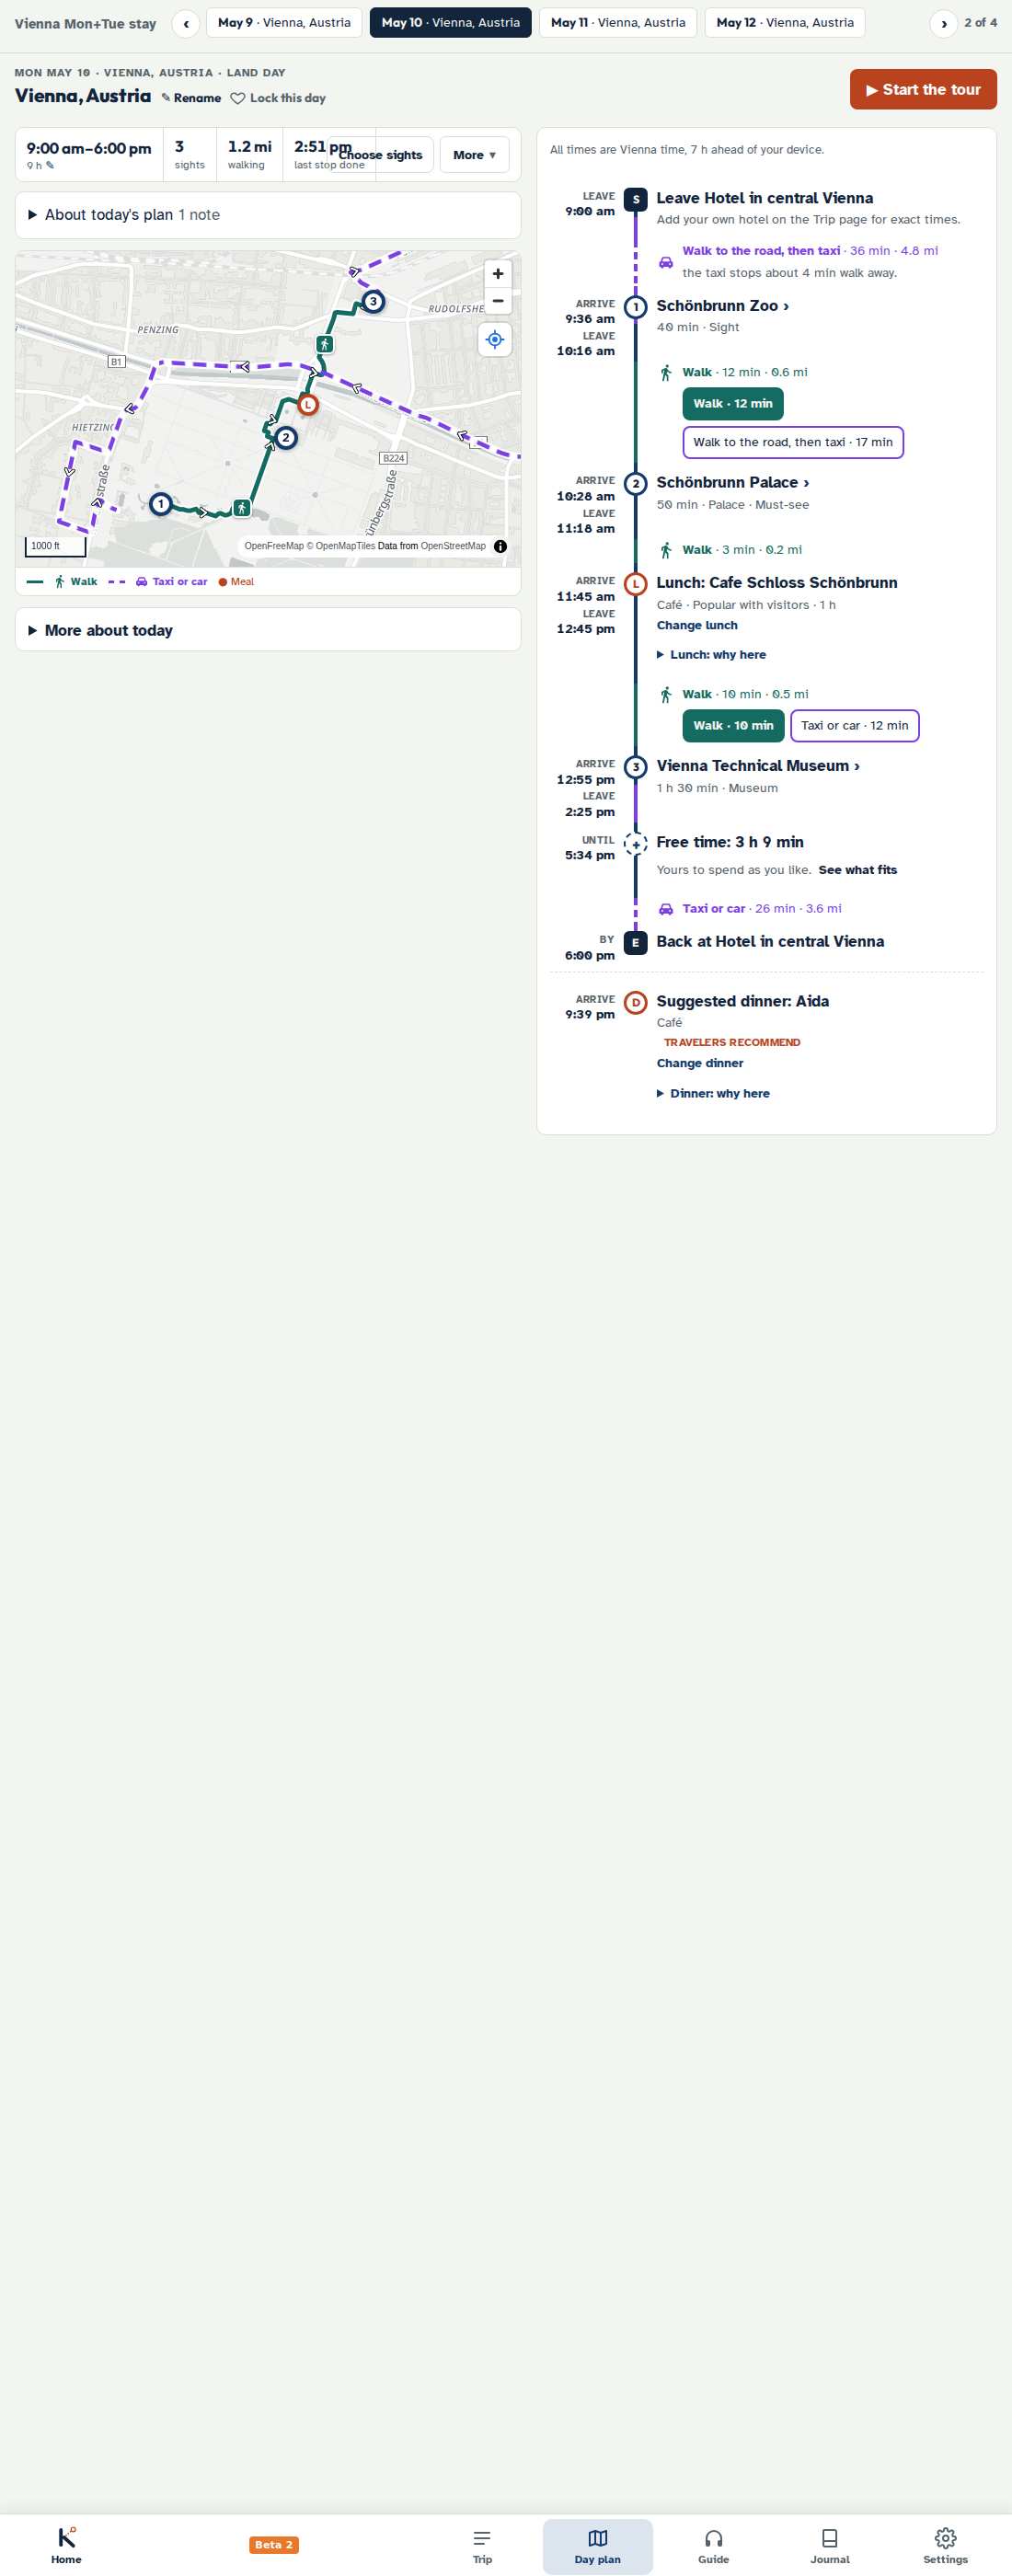 Vienna Mon+Tue stay
‹
May 9 · Vienna, Austria
May 10 · Vienna, Austria
May 11 · Vienna, Austria
May 12 · Vienna, Austria
›
2 of 4
MON MAY 10 · VIENNA, AUSTRIA · LAND DAY
Vienna, Austria ✎ Rename Lock this day
▶ Start the tour
9:00 am–6:00 pm
9 h ✎
3
sights
1.2 mi
walking
2:51 pm
last stop done
Choose sights
More ▾
▶ About today's plan 1 note
PENZING
RUDOLFSHE
B1
HIETZING
B224
straße
ünbergstraße
3
L
2
1
+
−
1000 ft
OpenFreeMap © OpenMapTiles Data from OpenStreetMap
Walk
Taxi or car
Meal
▶ More about today
All times are Vienna time, 7 h ahead of your device.
LEAVE
9:00 am
S
Leave Hotel in central Vienna
Add your own hotel on the Trip page for exact times.
Walk to the road, then taxi · 36 min · 4.8 mi
the taxi stops about 4 min walk away.
ARRIVE
9:36 am
LEAVE
10:16 am
1
Schönbrunn Zoo ›
40 min · Sight
Walk · 12 min · 0.6 mi
Walk · 12 min
Walk to the road, then taxi · 17 min
ARRIVE
10:28 am
LEAVE
11:18 am
2
Schönbrunn Palace ›
50 min · Palace · Must-see
Walk · 3 min · 0.2 mi
ARRIVE
11:45 am
LEAVE
12:45 pm
L
Lunch: Cafe Schloss Schönbrunn
Café · Popular with visitors · 1 h
Change lunch
▶ Lunch: why here
Walk · 10 min · 0.5 mi
Walk · 10 min
Taxi or car · 12 min
ARRIVE
12:55 pm
LEAVE
2:25 pm
3
Vienna Technical Museum ›
1 h 30 min · Museum
UNTIL
5:34 pm
+
Free time: 3 h 9 min
Yours to spend as you like. See what fits
Taxi or car · 26 min · 3.6 mi
BY
6:00 pm
E
Back at Hotel in central Vienna
ARRIVE
9:39 pm
D
Suggested dinner: Aida
Café
TRAVELERS RECOMMEND
Change dinner
▶ Dinner: why here
Home
Beta 2
Trip
Day plan
Guide
Journal
Settings